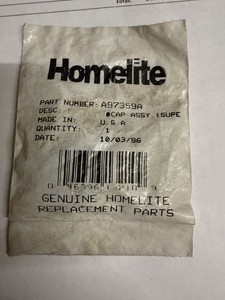 Homelite
PART NUMBER: A97359A
DESC: #CAP ASSY (SUPE
MADE IN: U.S.A
QUANTITY: 1
DATE: 10/03/96
GENUINE HOMELITE
REPLACEMENT PARTS